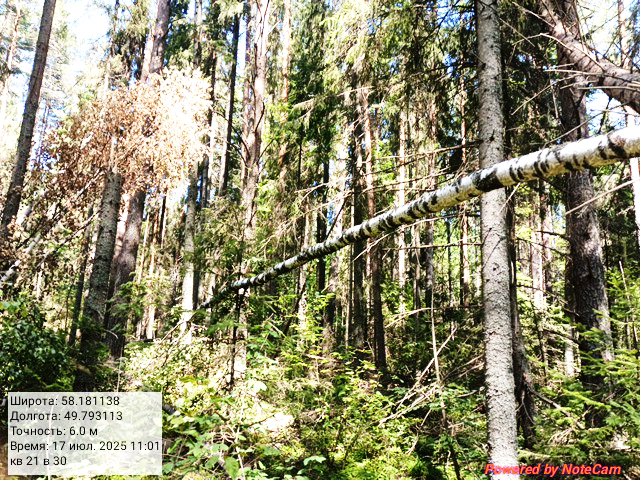 Широта: 58.181138
Долгота: 49.793113
Точность: 6.0 м
Время: 17 июл. 2025 11:01
кв 21 в 30
Powered by NoteCam